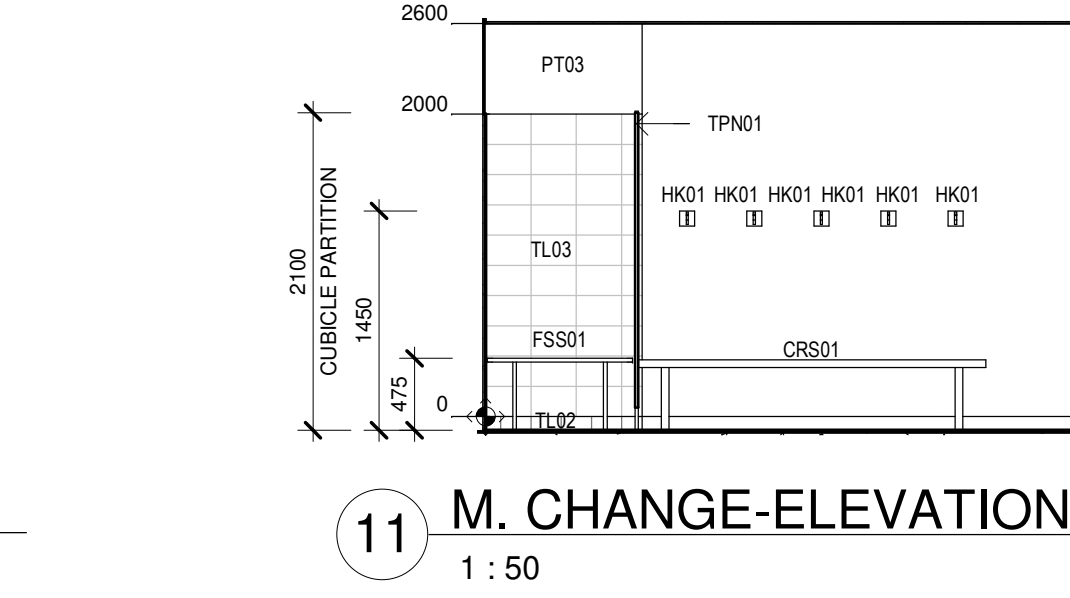 2600
PT03
2000
TPN01
HK01 HK01 HK01 HK01 HK01 HK01
TL03
2100
CUBICLE PARTITION
1450
475
FSS01
CRS01
0
TL02
11
M. CHANGE-ELEVATION
1 : 50